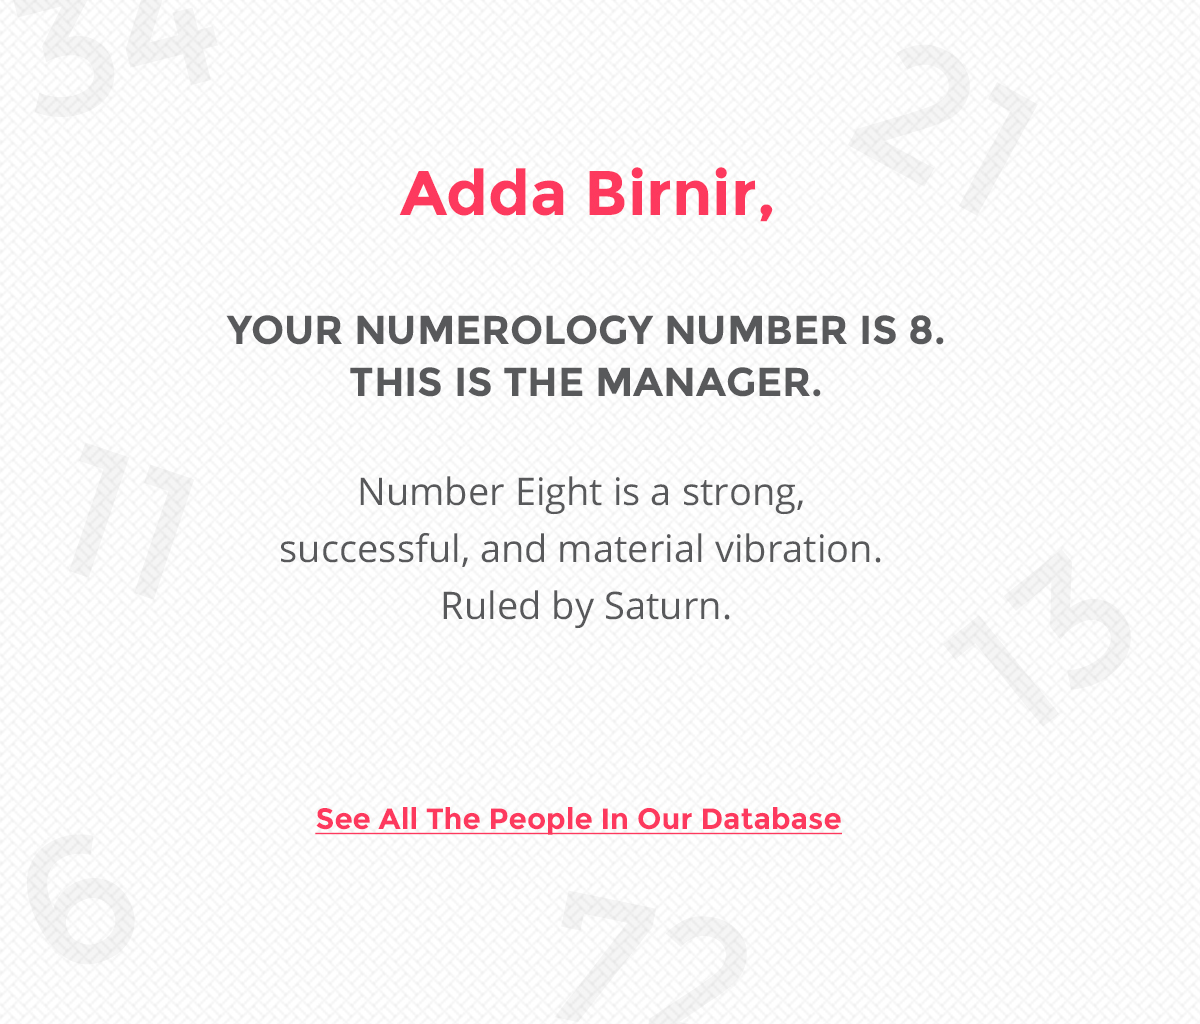 34
21
Adda Birnir,
YOUR NUMEROLOGY NUMBER IS 8.
THIS IS THE MANAGER.
11
Number Eight is a strong,
successful, and material vibration.
Ruled by Saturn.
13
See All The People In Our Database
6
72